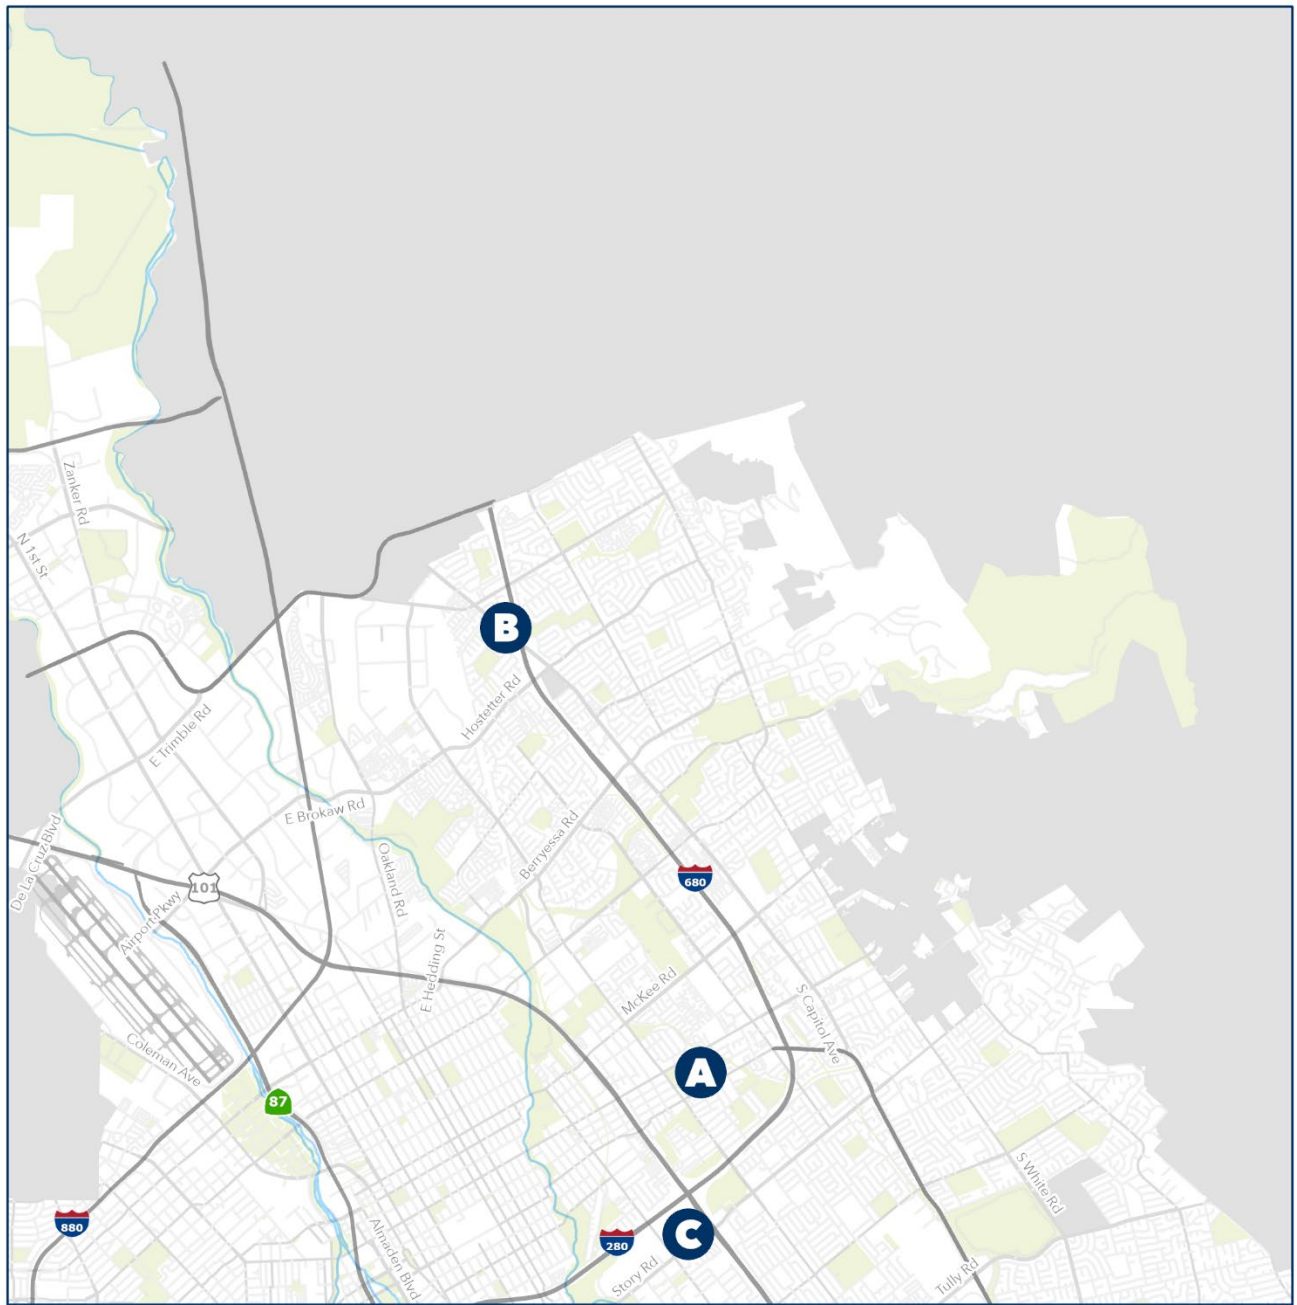 Zanker Rd
N 1st St
B
Hostetter Rd
E Trimble Rd
E Brokaw Rd
De La Cruz Blvd
Berryessa Rd
Oakland Rd
680
101
Airport Pkwy
E Hedding St
McKee Rd
S Capitol Ave
Coleman Ave
A
87
S White Rd
880
Almaden Blvd
280
C
Story Rd
Tully Rd